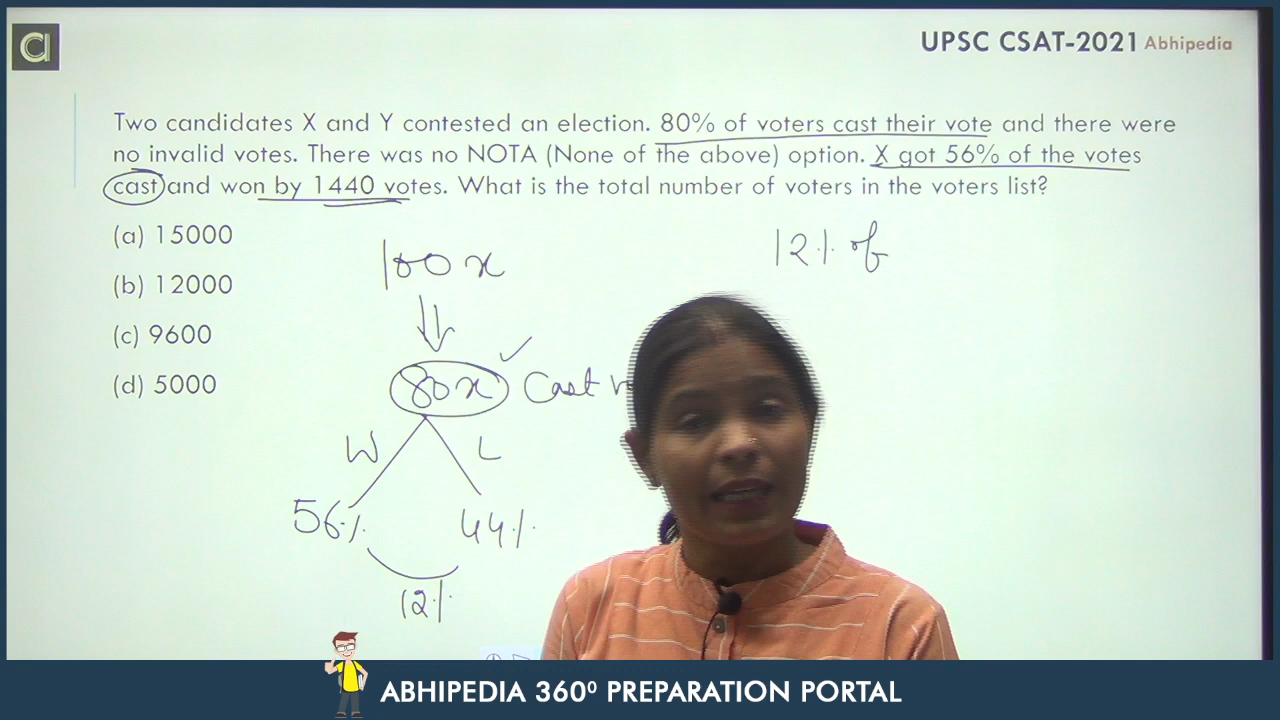 UPSC CSAT-2021 Abhipedia
Two candidates X and Y contested an election. 80% of voters cast their vote and there were
no invalid votes. There was no NOTA (None of the above) option. X got 56% of the votes
cast and won by 1440 votes. What is the total number of voters in the voters list?
(a) 15000
(b) 12000
(c) 9600
(d) 5000
100x
12% of
80x Cast
W L
56% 44%
12%
ABHIPEDIA 360⁰ PREPARATION PORTAL